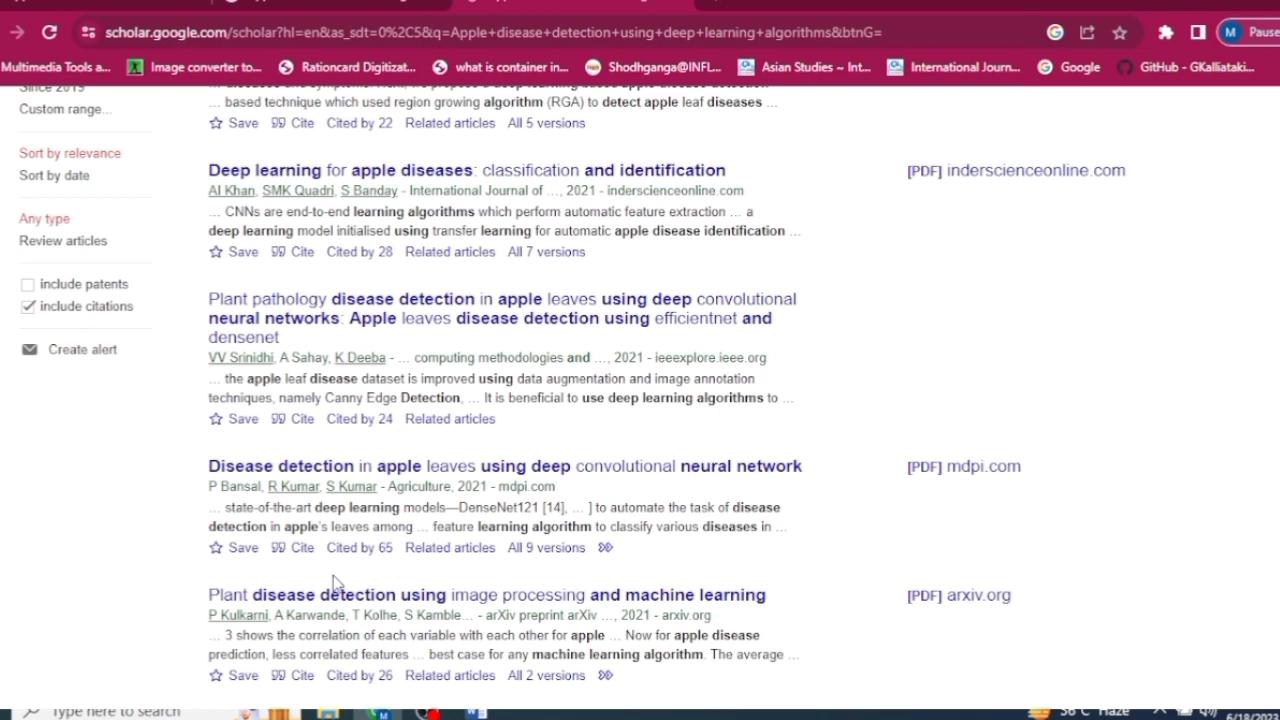 scholar.google.com/scholar?hl=en&as_sdt=0%2C5&q=Apple+disease+detection+using+deep+learning+algorithms&btnG=
M Pause
Multimedia Tools a... Image converter to... Rationcard Digitizat... what is container in... Shodhganga@INFL... Asian Studies ~ Int... International Journ... Google GitHub - GKalliataki...
Since 2019
Custom range...
Sort by relevance
Sort by date
Any type
Review articles
include patents
include citations
Create alert
... based technique which used region growing algorithm (RGA) to detect apple leaf diseases ...
Save Cite Cited by 22 Related articles All 5 versions
Deep learning for apple diseases: classification and identification
[PDF] inderscienceonline.com
AI Khan, SMK Quadri, S Banday - International Journal of ..., 2021 - inderscienceonline.com
... CNNs are end-to-end learning algorithms which perform automatic feature extraction ... a
deep learning model initialised using transfer learning for automatic apple disease identification ...
Save Cite Cited by 28 Related articles All 7 versions
Plant pathology disease detection in apple leaves using deep convolutional
neural networks: Apple leaves disease detection using efficientnet and
densenet
VV Srinidhi, A Sahay, K Deeba - ... computing methodologies and ..., 2021 - ieeexplore.ieee.org
... the apple leaf disease dataset is improved using data augmentation and image annotation
techniques, namely Canny Edge Detection, ... It is beneficial to use deep learning algorithms to ...
Save Cite Cited by 24 Related articles
Disease detection in apple leaves using deep convolutional neural network
[PDF] mdpi.com
P Bansal, R Kumar, S Kumar - Agriculture, 2021 - mdpi.com
... state-of-the-art deep learning models—DenseNet121 [14], ... ] to automate the task of disease
detection in apple's leaves among ... feature learning algorithm to classify various diseases in ...
Save Cite Cited by 65 Related articles All 9 versions
Plant disease detection using image processing and machine learning
[PDF] arxiv.org
P Kulkarni, A Karwande, T Kolhe, S Kamble... - arXiv preprint arXiv ..., 2021 - arxiv.org
... 3 shows the correlation of each variable with each other for apple ... Now for apple disease
prediction, less correlated features ... best case for any machine learning algorithm. The average ...
Save Cite Cited by 26 Related articles All 2 versions
Type here to search
Haze